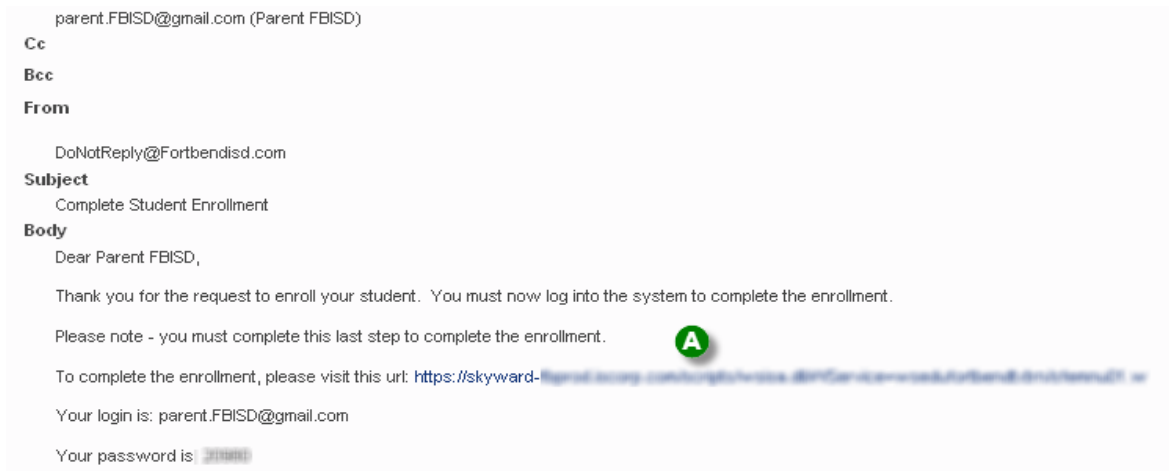 parent.FBISD@gmail.com (Parent FBISD)
Cc
Bcc
From
DoNotReply@Fortbendisd.com
Subject
Complete Student Enrollment
Body
Dear Parent FBISD,
Thank you for the request to enroll your student. You must now log into the system to complete the enrollment.
Please note - you must complete this last step to complete the enrollment.
A
To complete the enrollment, please visit this url: https://skyward-
Your login is: parent.FBISD@gmail.com
Your password is